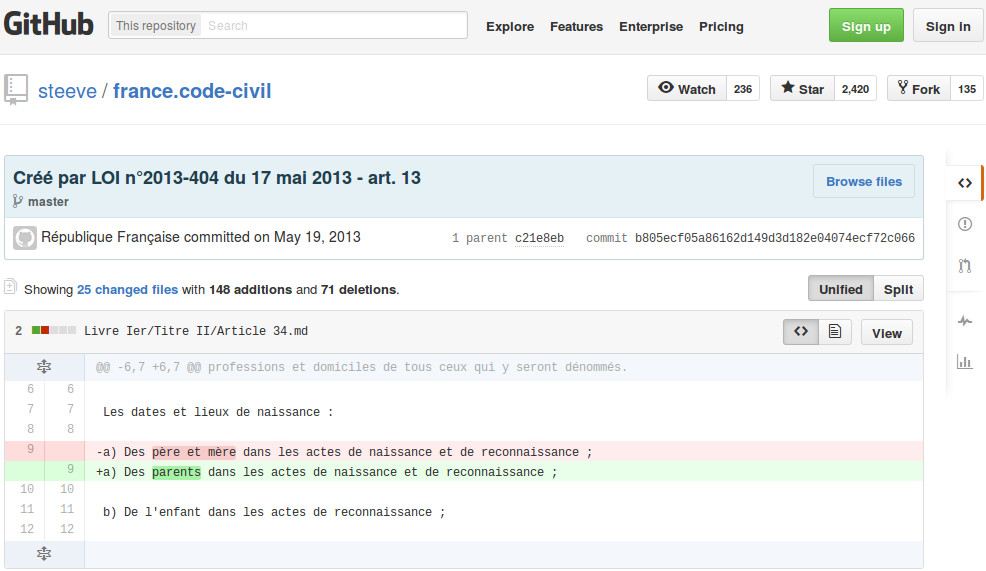 GitHub This repository Search Explore Features Enterprise Pricing Sign up Sign in
steeve / france.code-civil Watch 236 Star 2,420 Fork 135
Créé par LOI n°2013-404 du 17 mai 2013 - art. 13 Browse files
master
République Française committed on May 19, 2013 1 parent c21e8eb commit b805ecf05a86162d149d3d182e04074ecf72c066
Showing 25 changed files with 148 additions and 71 deletions. Unified Split
2 Livre Ier/Titre II/Article 34.md View
@@ -6,7 +6,7 @@ professions et domiciles de tous ceux qui y seront dénommés.
6 6
7 7 Les dates et lieux de naissance :
8 8
9 -a) Des père et mère dans les actes de naissance et de reconnaissance ;
9 +a) Des parents dans les actes de naissance et de reconnaissance ;
10 10
11 11 b) De l'enfant dans les actes de reconnaissance ;
12 12